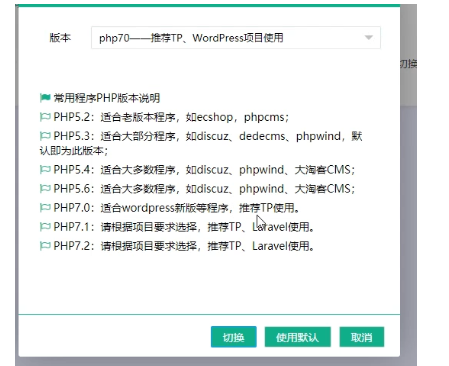 版本 php70——推荐TP、WordPress项目使用
切换
常用程序PHP版本说明
PHP5.2：适合老版本程序，如ecshop，phpcms；
PHP5.3：适合大部分程序，如discuz、dedecms、phpwind，默
认即为此版本；
PHP5.4：适合大多数程序，如discuz、phpwind、大淘客CMS；
PHP5.6：适合大多数程序，如discuz、phpwind、大淘客CMS；
PHP7.0：适合wordpress新版等程序，推荐TP使用。
PHP7.1：请根据项目要求选择，推荐TP、Laravel使用。
PHP7.2：请根据项目要求选择，推荐TP、Laravel使用。
切换 使用默认 取消